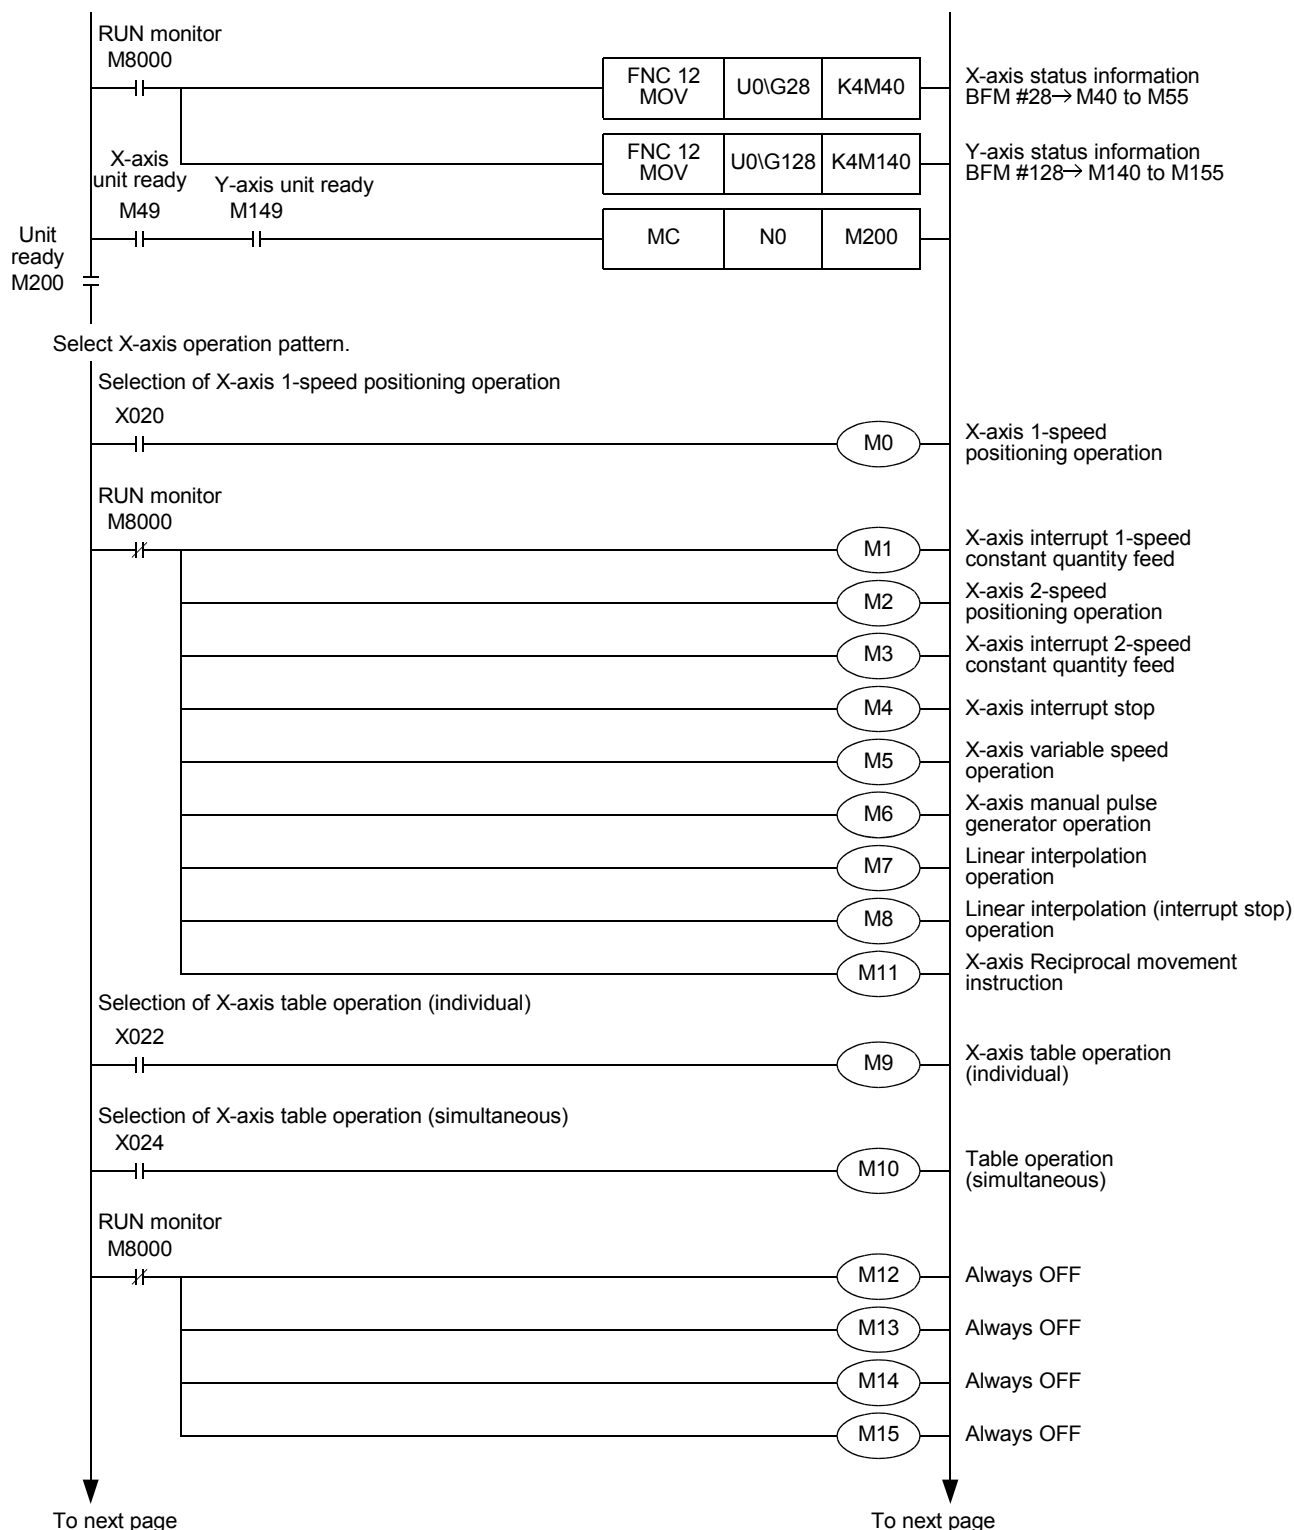 RUN monitor
M8000
FNC 12
MOV
U0\G28
K4M40
X-axis status information
BFM #28→ M40 to M55
FNC 12
MOV
U0\G128
K4M140
Y-axis status information
BFM #128→ M140 to M155
X-axis
unit ready
M49
Y-axis unit ready
M149
MC
N0
M200
Unit
ready
M200
Select X-axis operation pattern.
Selection of X-axis 1-speed positioning operation
X020
M0
X-axis 1-speed
positioning operation
RUN monitor
M8000
M1
X-axis interrupt 1-speed
constant quantity feed
M2
X-axis 2-speed
positioning operation
M3
X-axis interrupt 2-speed
constant quantity feed
M4
X-axis interrupt stop
M5
X-axis variable speed
operation
M6
X-axis manual pulse
generator operation
M7
Linear interpolation
operation
M8
Linear interpolation (interrupt stop)
operation
M11
X-axis Reciprocal movement
instruction
Selection of X-axis table operation (individual)
X022
M9
X-axis table operation
(individual)
Selection of X-axis table operation (simultaneous)
X024
M10
Table operation
(simultaneous)
RUN monitor
M8000
M12
Always OFF
M13
Always OFF
M14
Always OFF
M15
Always OFF
To next page
To next page